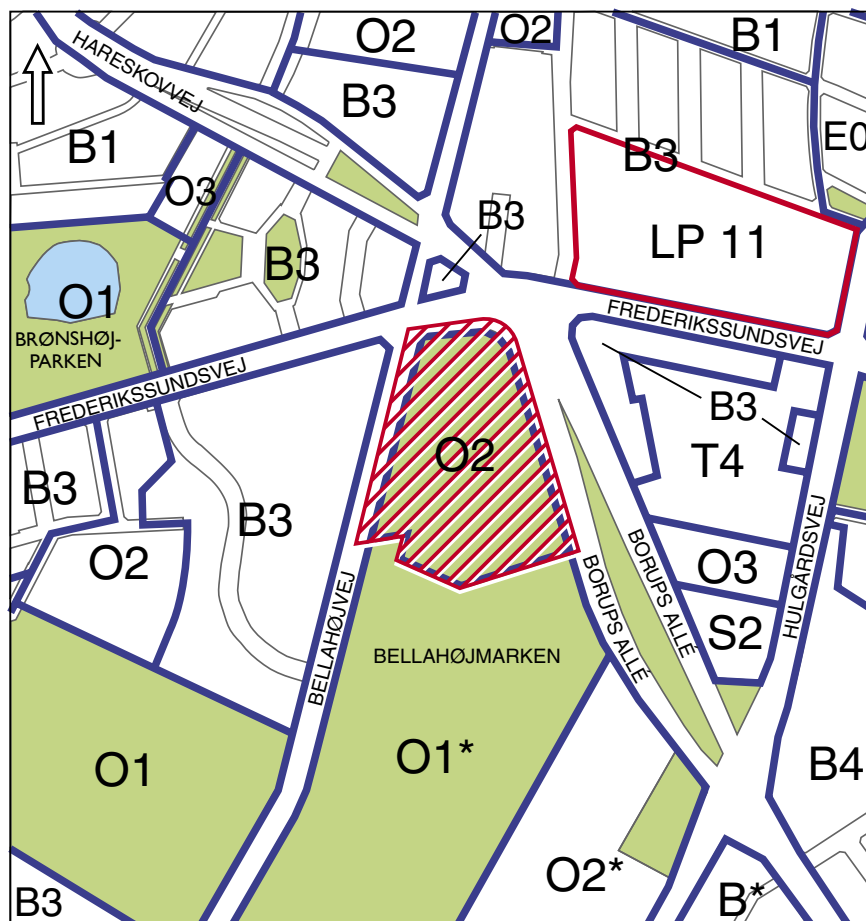 O2
O2
B1
HARESKOVVEJ
B3
B1
B3
E0
O3
B3
LP 11
B3
O1
BRØNSHØJ-
PARKEN
FREDERIKSSUNDSVEJ
FREDERIKSSUNDSVEJ
B3
O2
T4
B3
B3
O2
BORUPS ALLÉ
BORUPS ALLÉ
O3
HULGÅRDSVEJ
S2
BELLAHØJVEJ
BELLAHØJMARKEN
O1
O1*
B4
O2*
B3
B*